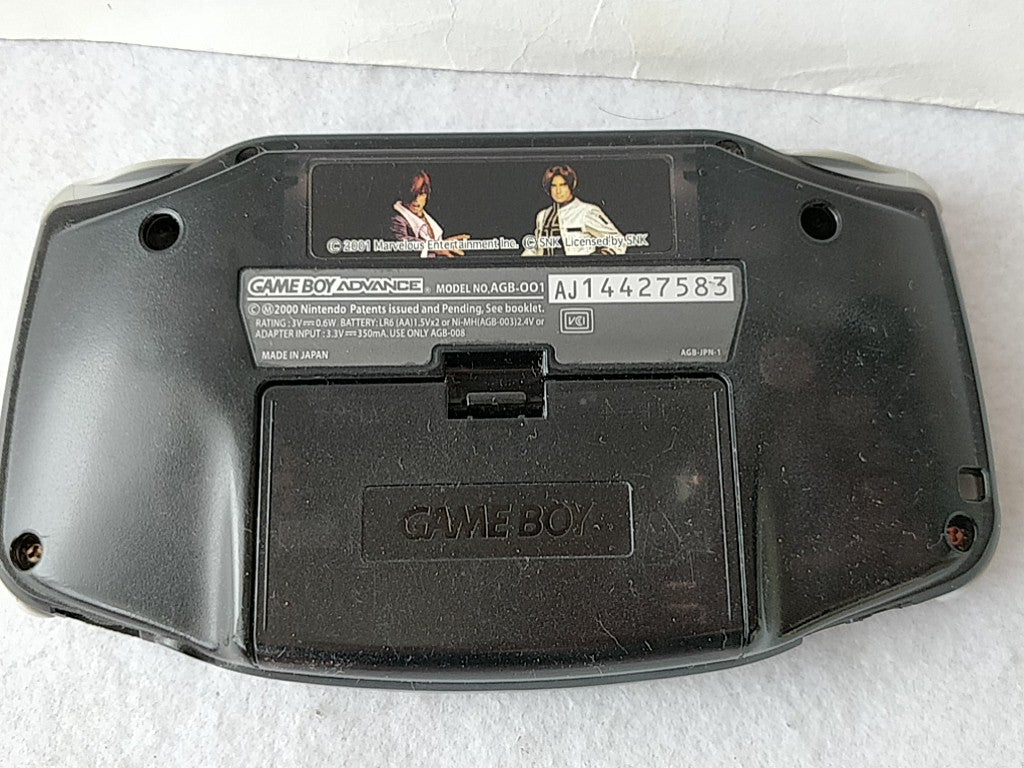 © 2001 Marvelous Entertainment Inc. © SNK Licensed by SNK
GAME BOY ADVANCE® MODEL NO.AGB-001 AJ14427583
©Ⓜ2000 Nintendo Patents issued and Pending, See booklet.
RATING : 3V⎓0.6W BATTERY:LR6 (AA)1.5Vx2 or Ni-MH(AGB-003)2.4V or
ADAPTER INPUT : 3.3V⎓350mA. USE ONLY AGB-008
VCI
MADE IN JAPAN AGB-JPN-1
GAME BOY